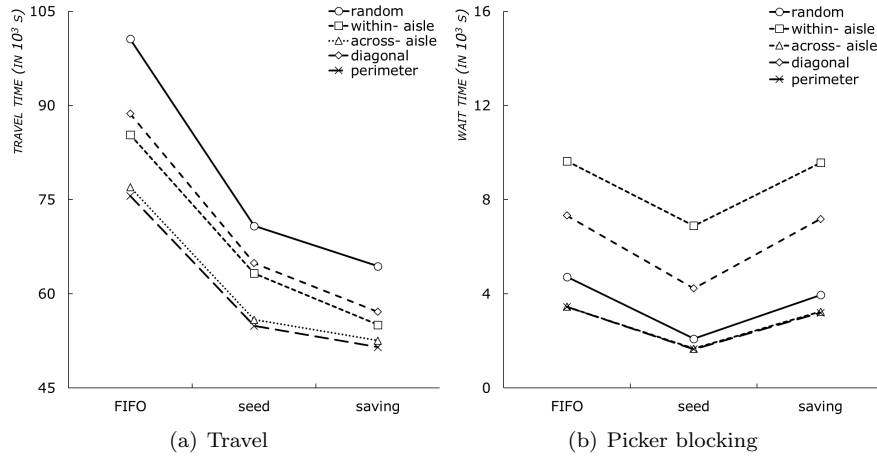 TRAVEL TIME (IN 10³ S)
105
90
75
60
45
random
within- aisle
across- aisle
diagonal
perimeter
FIFO seed saving
(a) Travel
WAIT TIME (IN 10³ S)
16
12
8
4
0
random
within- aisle
across- aisle
diagonal
perimeter
FIFO seed saving
(b) Picker blocking